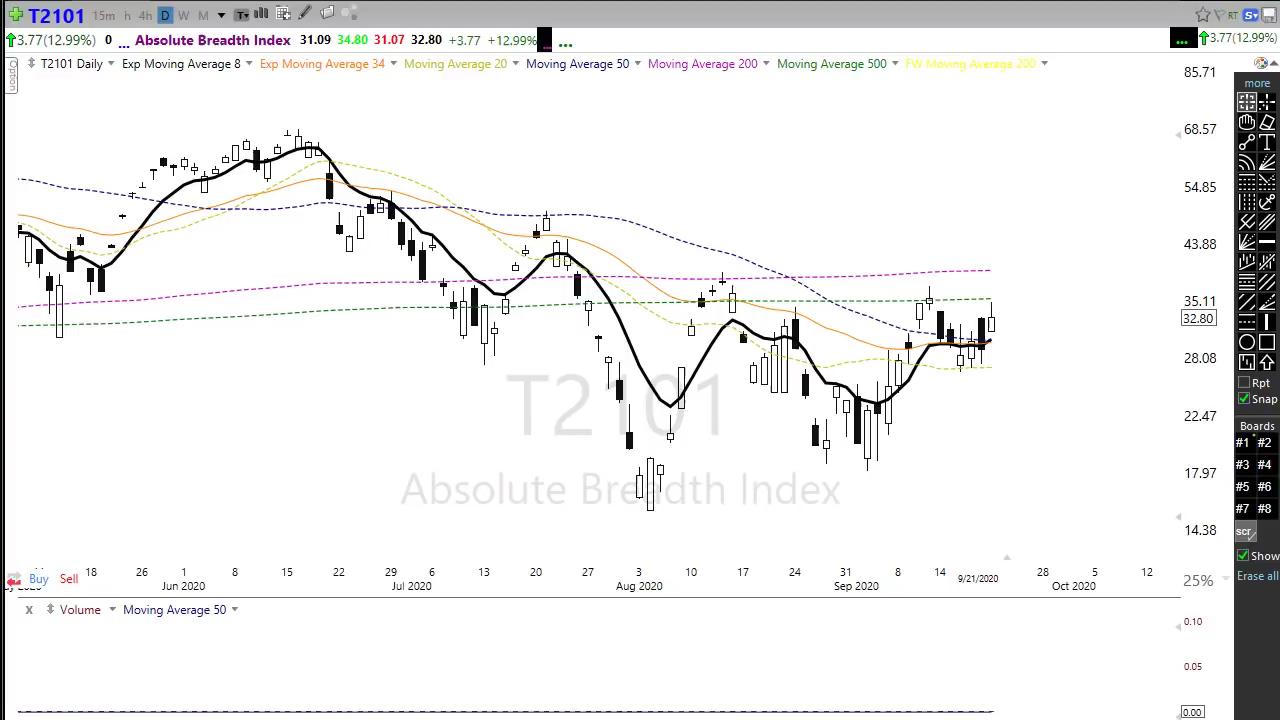 T2101 15m h 4h D W M T RT S
3.77(12.99%) 0 ... Absolute Breadth Index 31.09 34.80 31.07 32.80 +3.77 +12.99% ... ... 3.77(12.99%)
Option
T2101 Daily Exp Moving Average 8 Exp Moving Average 34 Moving Average 20 Moving Average 50 Moving Average 200 Moving Average 500 FW Moving Average 200
85.71
68.57
54.85
43.88
35.11
32.80
28.08
22.47
17.97
14.38
T2101
Absolute Breadth Index
more
Rpt
Snap
Boards
#1 #2
#3 #4
#5 #6
#7 #8
scr
Show
Erase all
18 26 1 8 15 22 29 6 13 20 27 3 10 17 24 31 8 14 9/21/2020 28 5 12
Buy Sell
Jun 2020 Jul 2020 Aug 2020 Sep 2020 Oct 2020
25%
X Volume Moving Average 50
0.10
0.05
0.00